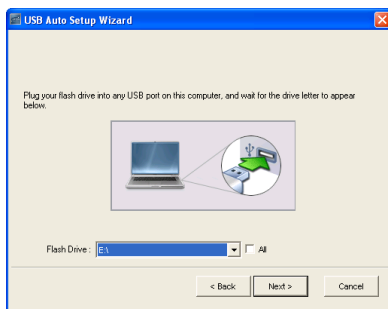 USB Auto Setup Wizard
Plug your flash drive into any USB port on this computer, and wait for the drive letter to appear
below.
Flash Drive : E:\ All
< Back Next > Cancel